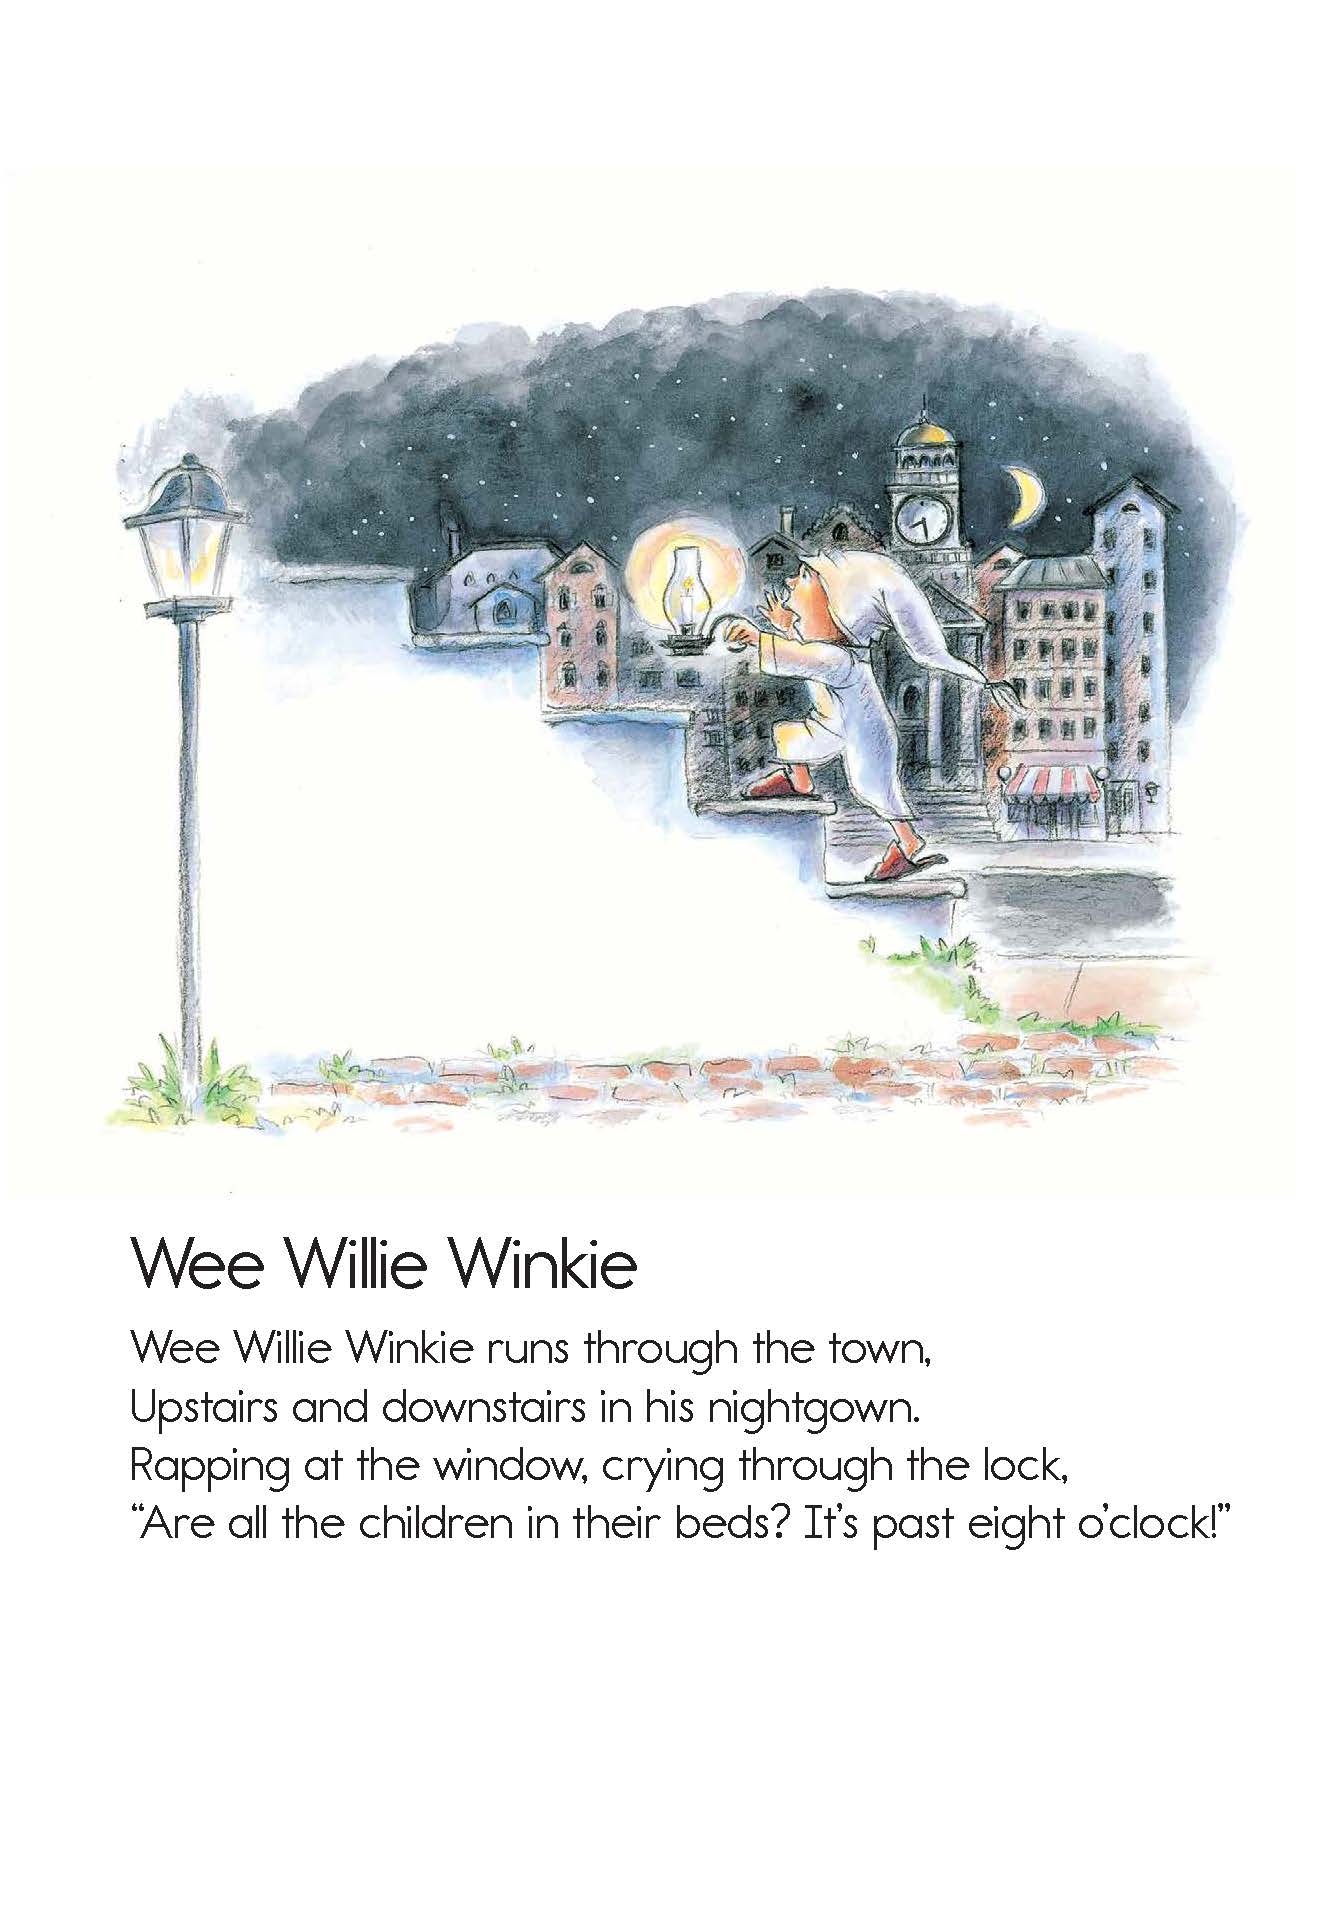 Wee Willie Winkie
Wee Willie Winkie runs through the town,
Upstairs and downstairs in his nightgown.
Rapping at the window, crying through the lock,
“Are all the children in their beds? It’s past eight o’clock!”